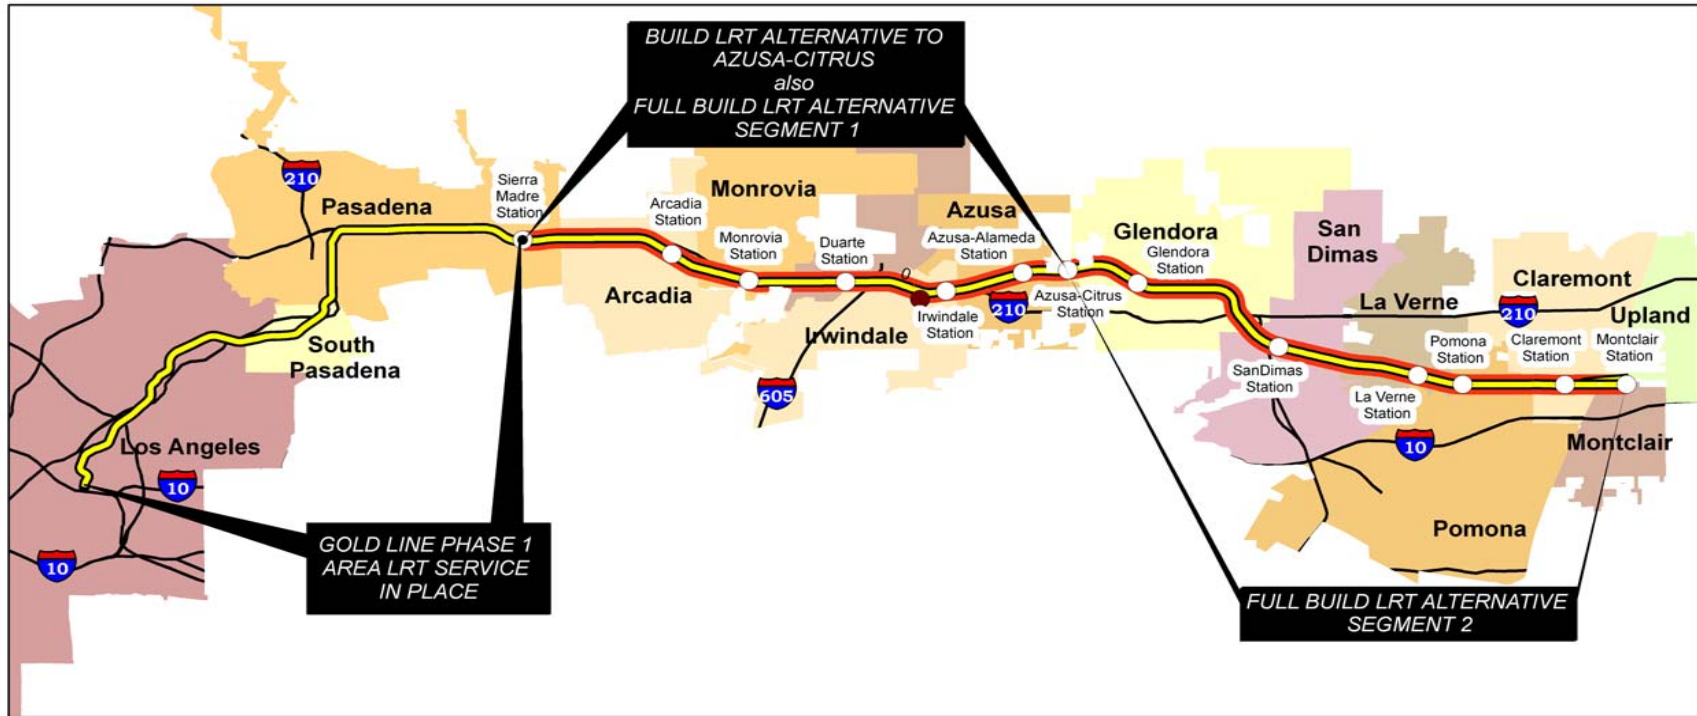 BUILD LRT ALTERNATIVE TO
AZUSA-CITRUS
also
FULL BUILD LRT ALTERNATIVE
SEGMENT 1
210
Pasadena
Sierra
Madre
Station
Arcadia
Station
Monrovia
Monrovia
Station
Duarte
Station
Azusa
Azusa-Alameda
Station
Glendora
Glendora
Station
San
Dimas
Claremont
La Verne
210
Upland
Arcadia
Irwindale
Irwindale
Station
210
Azusa-Citrus
Station
Pomona
Station
Claremont
Station
Montclair
Station
South
Pasadena
605
SanDimas
Station
La Verne
Station
Los Angeles
10
10
Montclair
Pomona
10
GOLD LINE PHASE 1
AREA LRT SERVICE
IN PLACE
FULL BUILD LRT ALTERNATIVE
SEGMENT 2